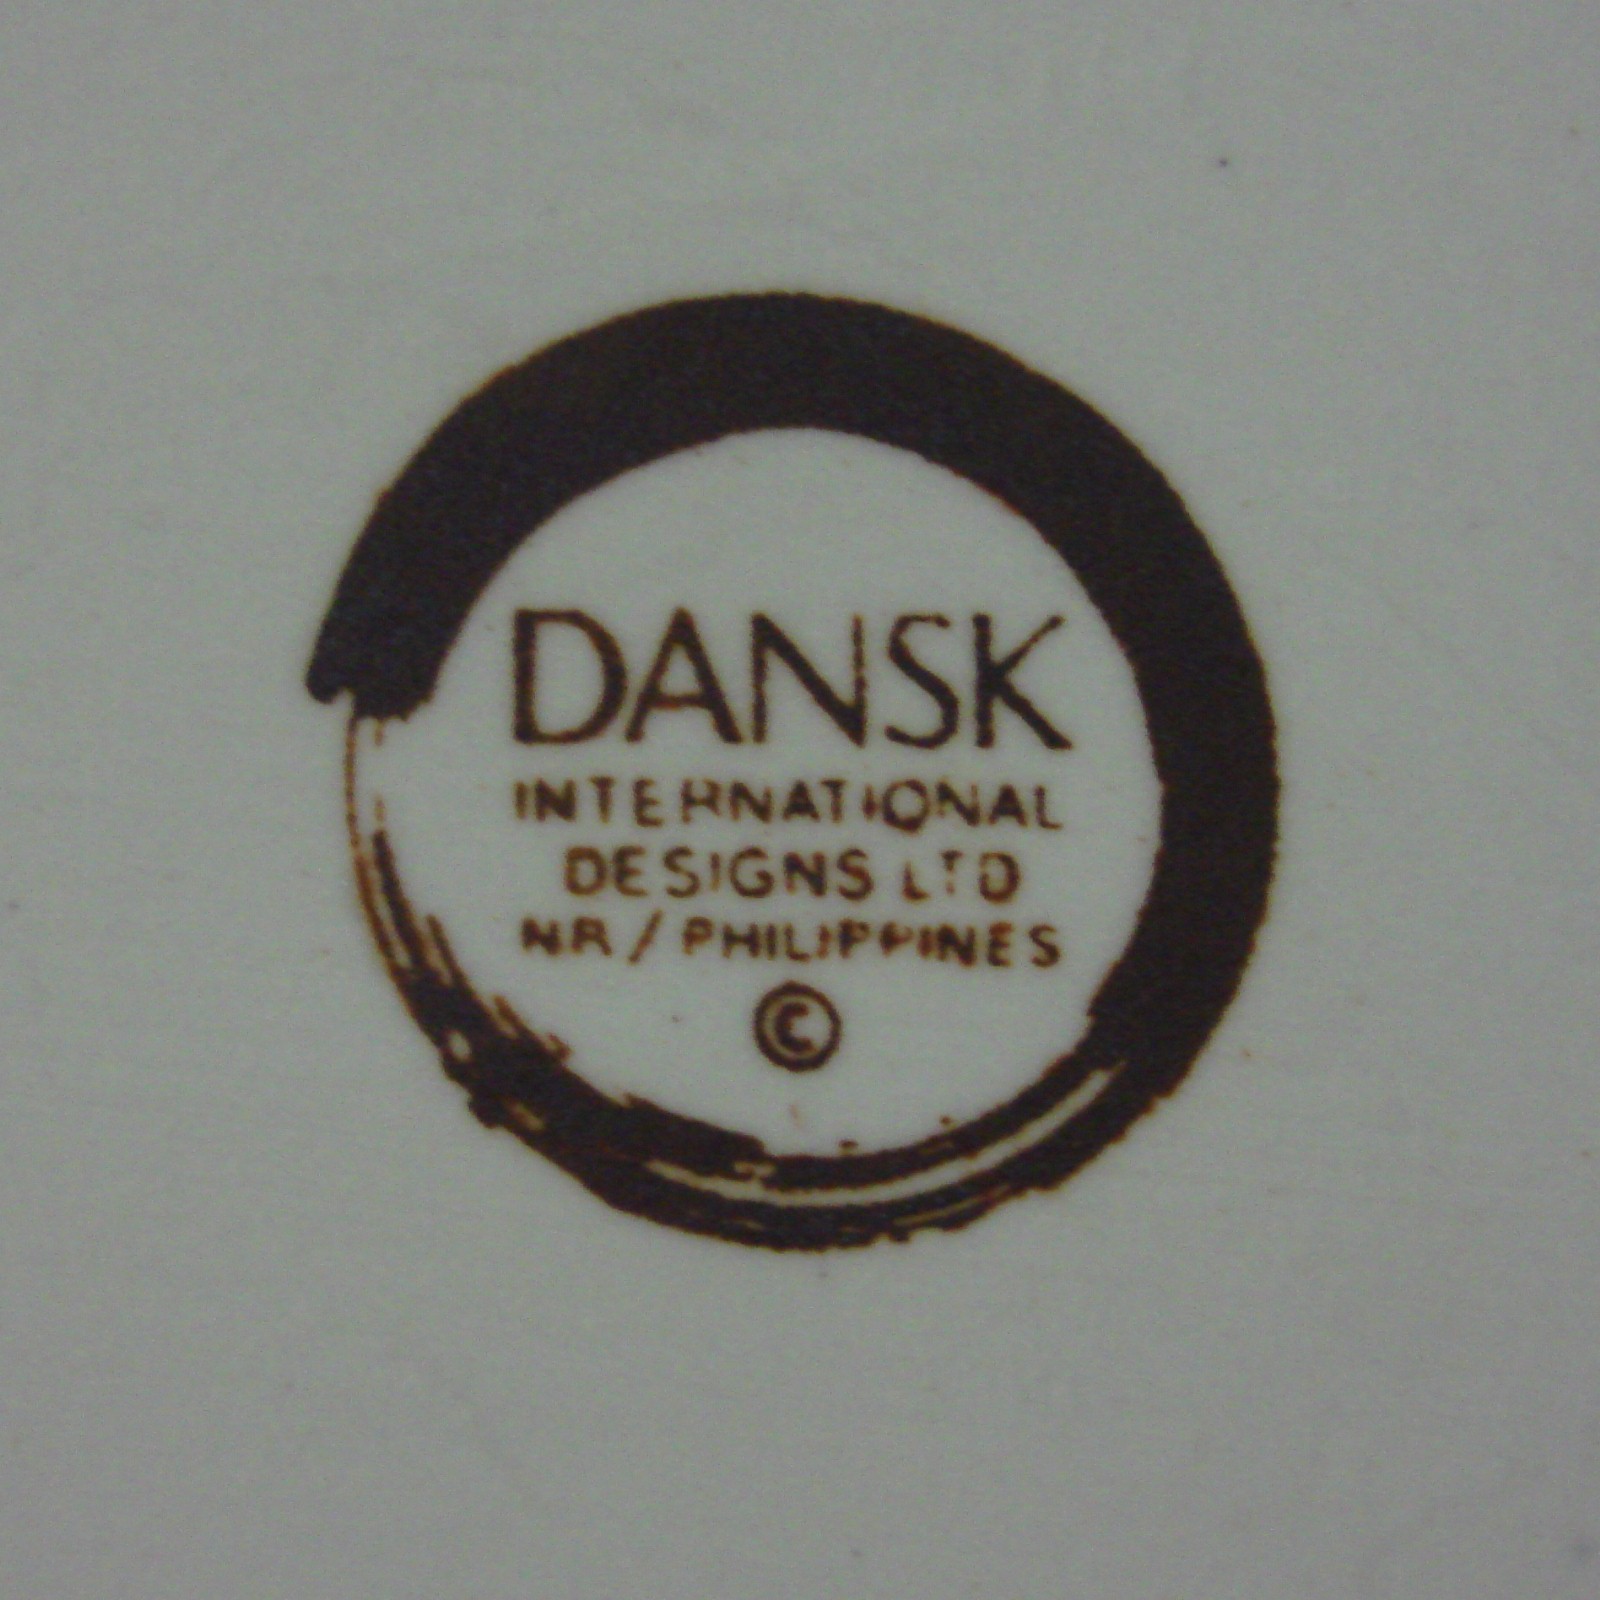 DANSK
INTERNATIONAL
DESIGNS LTD
NR / PHILIPPINES
©